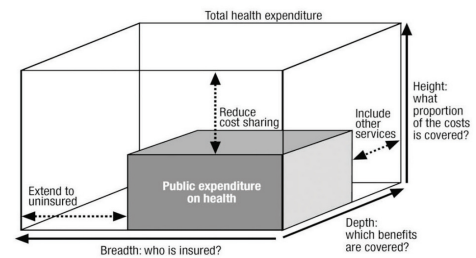 Total health expenditure
Height:
what
proportion
of the costs
is covered?
Reduce
cost sharing
Include
other
services
Public expenditure
on health
Extend to
uninsured
Depth:
which benefits
are covered?
Breadth: who is insured?